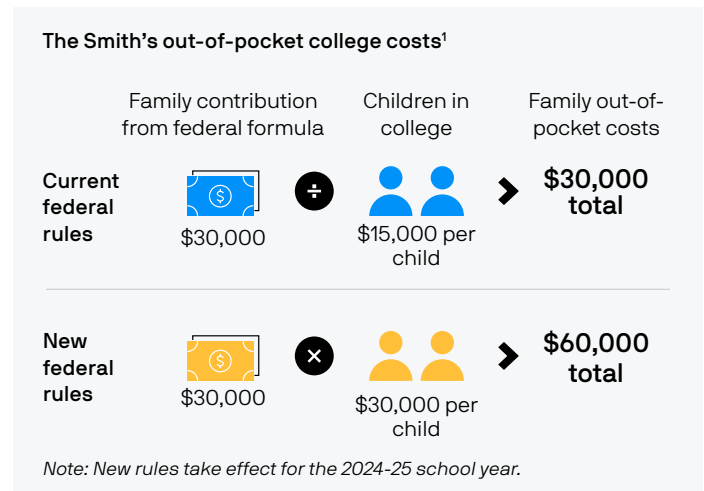 The Smith's out-of-pocket college costs¹
Family contribution
from federal formula
Children in
college
Family out-of-
pocket costs
Current
federal
rules
$
$30,000
÷
$15,000 per
child
$30,000
total
New
federal
rules
$
$30,000
×
$30,000 per
child
$60,000
total
Note: New rules take effect for the 2024-25 school year.